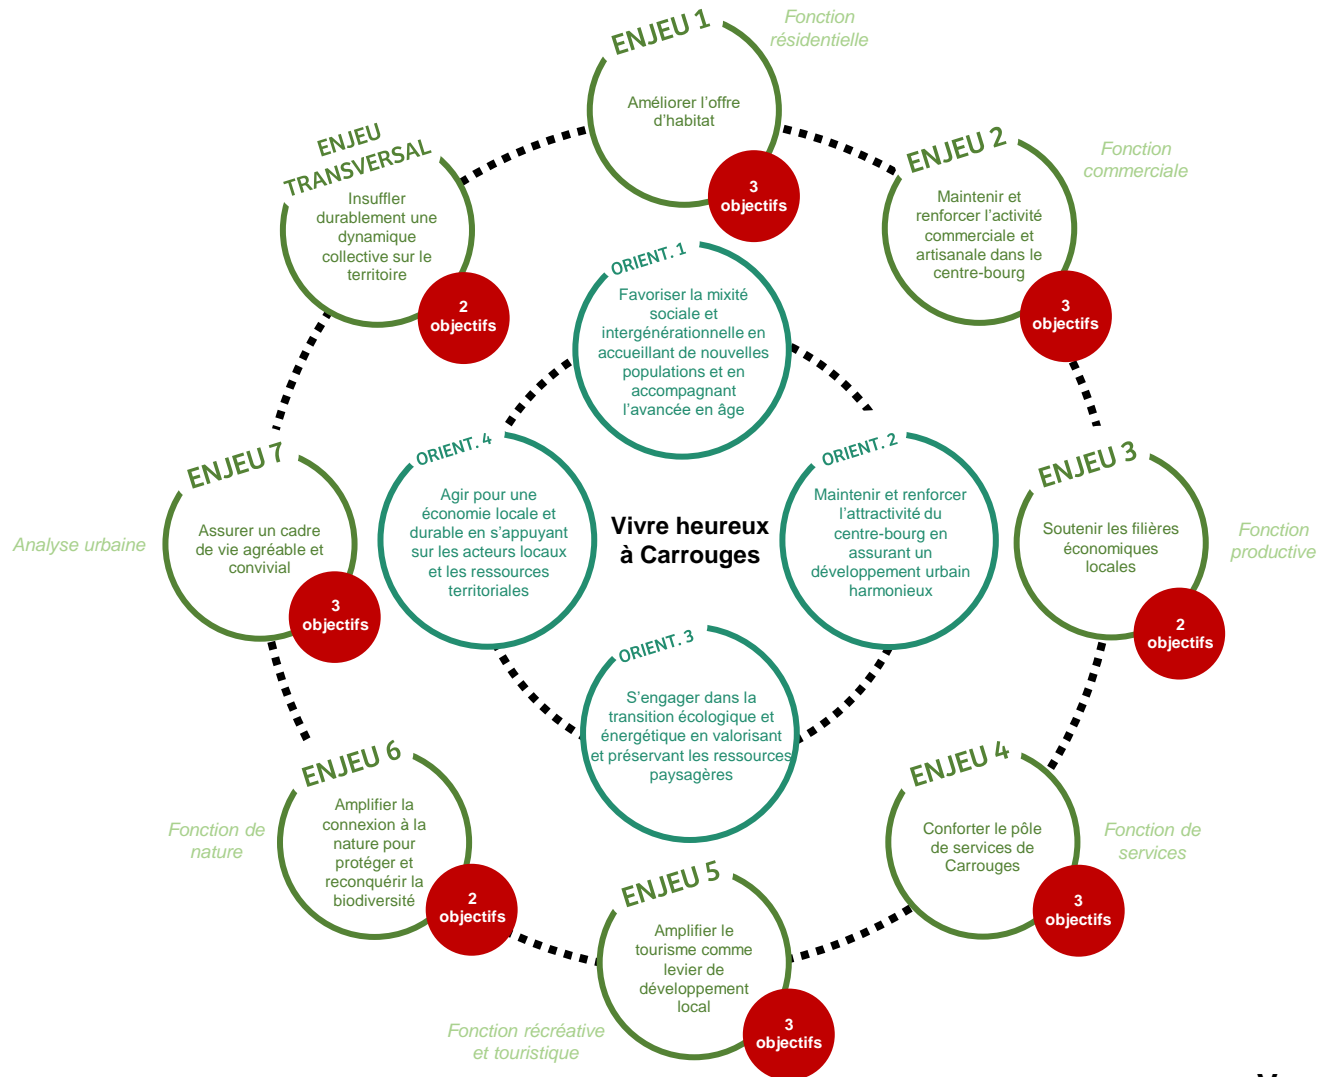 ENJEU 1
Fonction
résidentielle
Améliorer l'offre
d'habitat
3
objectifs
ENJEU 2
Fonction
commerciale
Maintenir et
renforcer l'activité
commerciale et
artisanale dans le
centre-bourg
3
objectifs
ENJEU
TRANSVERSAL
Insuffler
durablement une
dynamique
collective sur le
territoire
2
objectifs
ORIENT. 1
Favoriser la mixité
sociale et
intergénérationnelle en
accueillant de nouvelles
populations et en
accompagnant
l'avancée en âge
ENJEU 7
Analyse urbaine
Assurer un cadre
de vie agréable et
convivial
3
objectifs
ORIENT. 4
Agir pour une
économie locale et
durable en s'appuyant
sur les acteurs locaux
et les ressources
territoriales
Vivre heureux
à Carrouges
ORIENT. 2
Maintenir et renforcer
l'attractivité du
centre-bourg en
assurant un
développement urbain
harmonieux
ENJEU 3
Soutenir les filières
économiques
locales
Fonction
productive
2
objectifs
ORIENT. 3
S'engager dans la
transition écologique et
énergétique en valorisant
et préservant les ressources
paysagères
ENJEU 6
Fonction de
nature
Amplifier la
connexion à la
nature pour
protéger et
reconquérir la
biodiversité
2
objectifs
ENJEU 4
Conforter le pôle
de services de
Carrouges
Fonction de
services
3
objectifs
ENJEU 5
Amplifier le
tourisme comme
levier de
développement
local
Fonction récréative
et touristique
3
objectifs